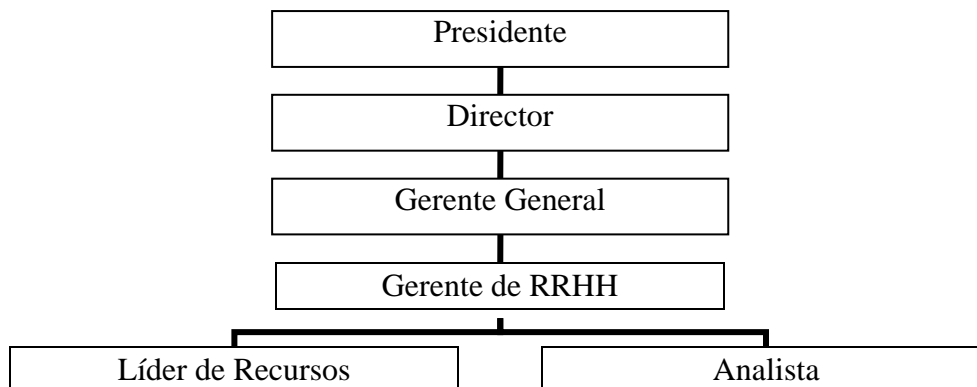 Presidente
Director
Gerente General
Gerente de RRHH
Líder de Recursos
Analista